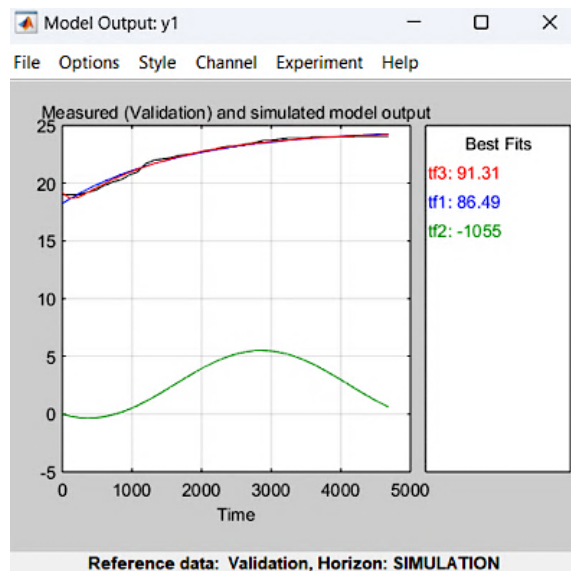 Model Output: y1
File Options Style Channel Experiment Help
Measured (Validation) and simulated model output
25
20
15
10
5
0
-5
0 1000 2000 3000 4000 5000
Time
Best Fits
tf3: 91.31
tf1: 86.49
tf2: -1055
Reference data: Validation, Horizon: SIMULATION